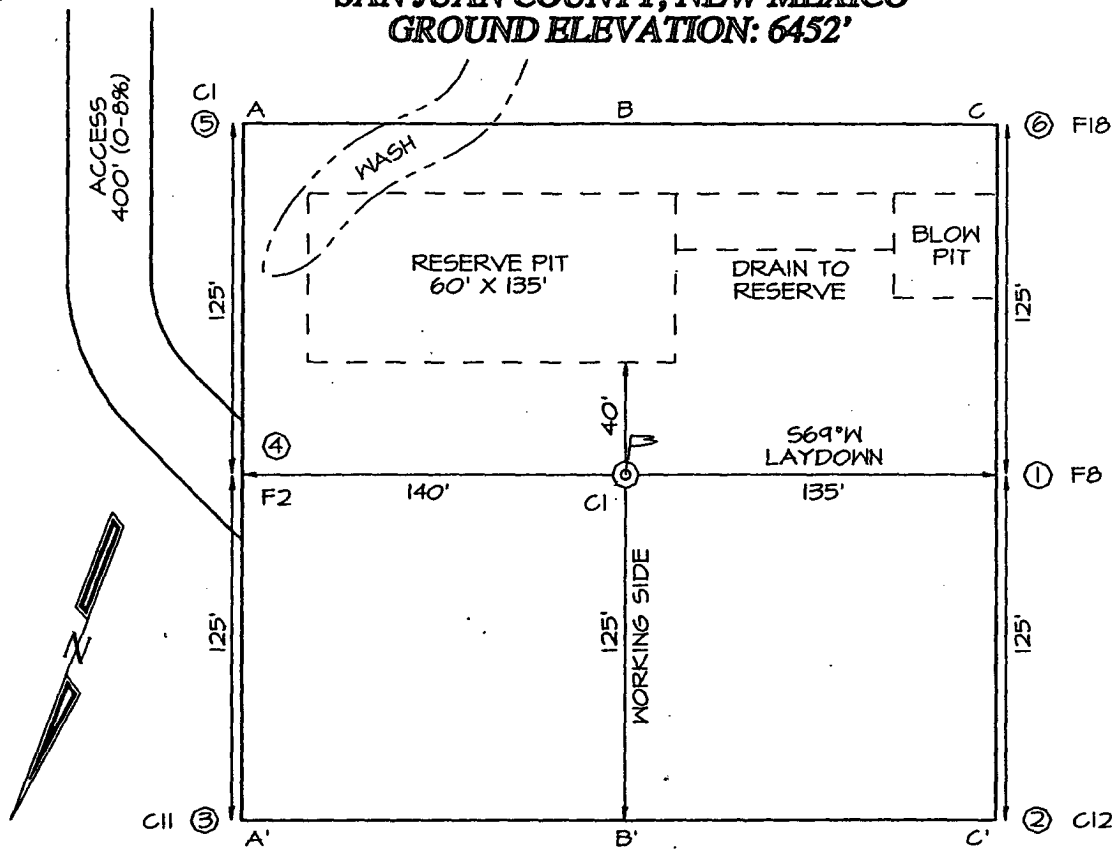 SAN JUAN COUNTY, NEW MEXICO
GROUND ELEVATION: 6452'
ACCESS
400' (0-8%)
C1
⑤
A
B
C
⑥ F18
WASH
RESERVE PIT
60' X 135'
DRAIN TO
RESERVE
BLOW
PIT
125'
125'
40'
④
S69°W
LAYDOWN
F2
140'
C1
135'
① F8
N
125'
125'
WORKING SIDE
125'
C11 ③
A'
B'
C'
② C12